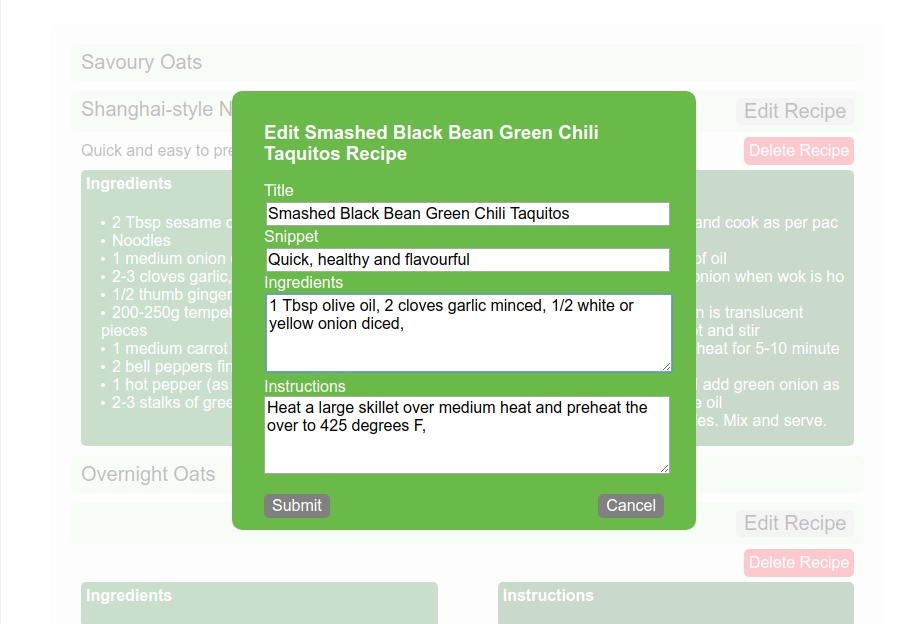 Savoury Oats
Shanghai-style N
Edit Recipe
Quick and easy to pre
Delete Recipe
Ingredients
• 2 Tbsp sesame
• Noodles
• 1 medium onion
• 2-3 cloves garlic,
• 1/2 thumb ginger
• 200-250g tempeh
pieces
• 1 medium carrot
• 2 bell peppers fin
• 1 hot pepper (as
• 2-3 stalks of gree
and cook as per pac
of oil
onion when wok is ho
is translucent
and stir
heat for 5-10 minute
add green onion as
oil
Mix and serve.
Edit Smashed Black Bean Green Chili
Taquitos Recipe
Title
Smashed Black Bean Green Chili Taquitos
Snippet
Quick, healthy and flavourful
Ingredients
1 Tbsp olive oil, 2 cloves garlic minced, 1/2 white or
yellow onion diced,
Instructions
Heat a large skillet over medium heat and preheat the
over to 425 degrees F,
Submit
Cancel
Overnight Oats
Edit Recipe
Delete Recipe
Ingredients
Instructions